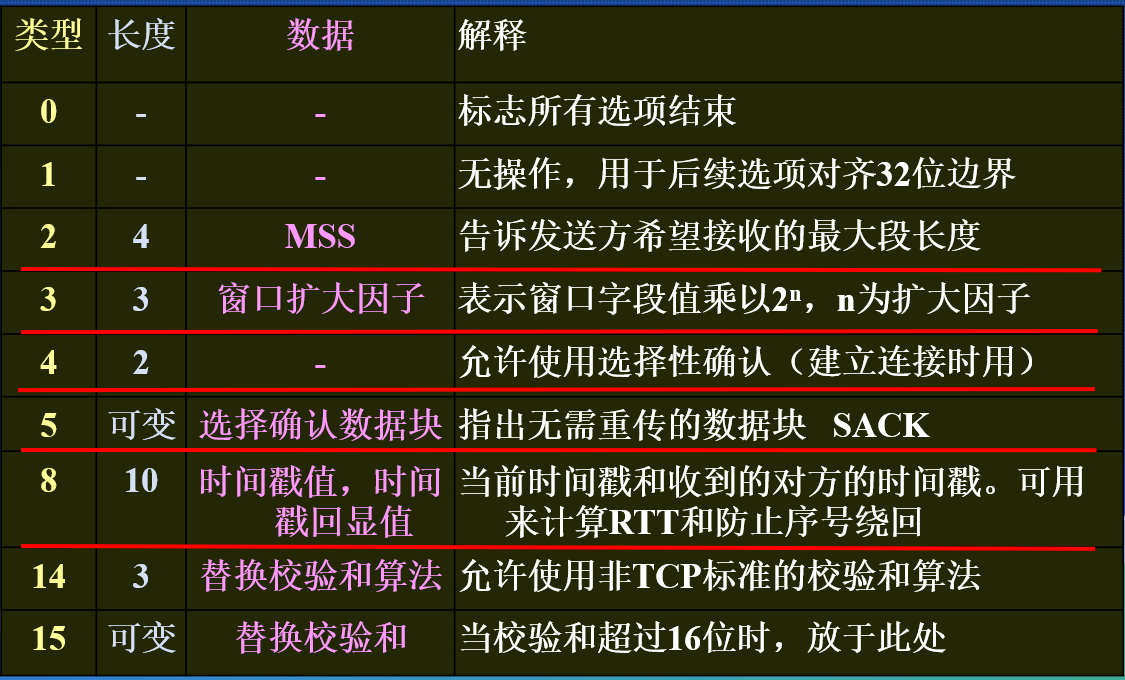 类型 长度 数据 解释
0 - - 标志所有选项结束
1 - - 无操作，用于后续选项对齐32位边界
2 4 MSS 告诉发送方希望接收的最大段长度
3 3 窗口扩大因子 表示窗口字段值乘以2ⁿ，n为扩大因子
4 2 - 允许使用选择性确认（建立连接时用）
5 可变 选择确认数据块 指出无需重传的数据块 SACK
8 10 时间戳值，时间 当前时间戳和收到的对方的时间戳。可用
戳回显值 来计算RTT和防止序号绕回
14 3 替换校验和算法 允许使用非TCP标准的校验和算法
15 可变 替换校验和 当校验和超过16位时，放于此处